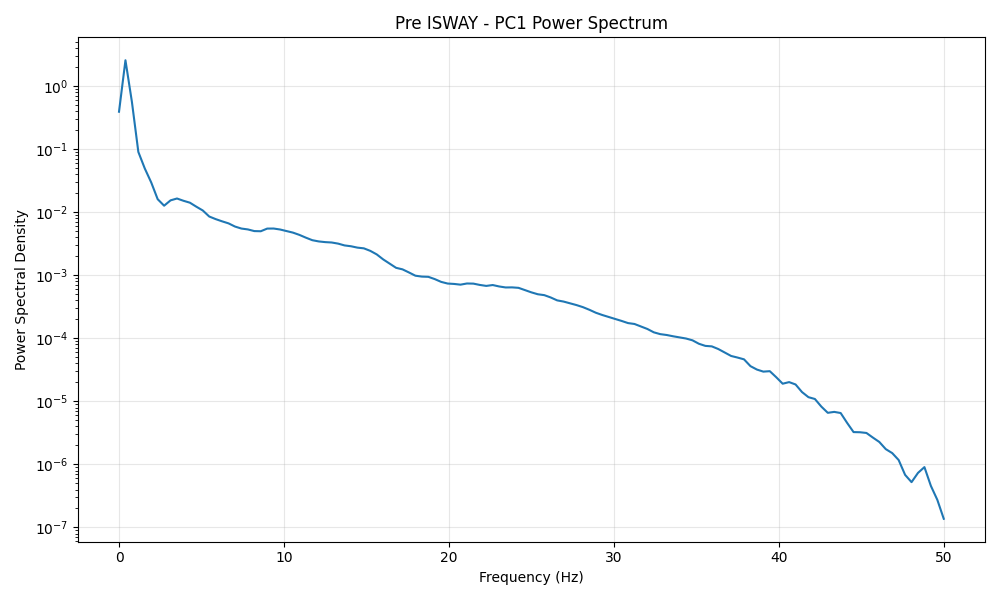 Pre ISWAY - PC1 Power Spectrum
Power Spectral Density
10⁰
10⁻¹
10⁻²
10⁻³
10⁻⁴
10⁻⁵
10⁻⁶
10⁻⁷
0 10 20 30 40 50
Frequency (Hz)